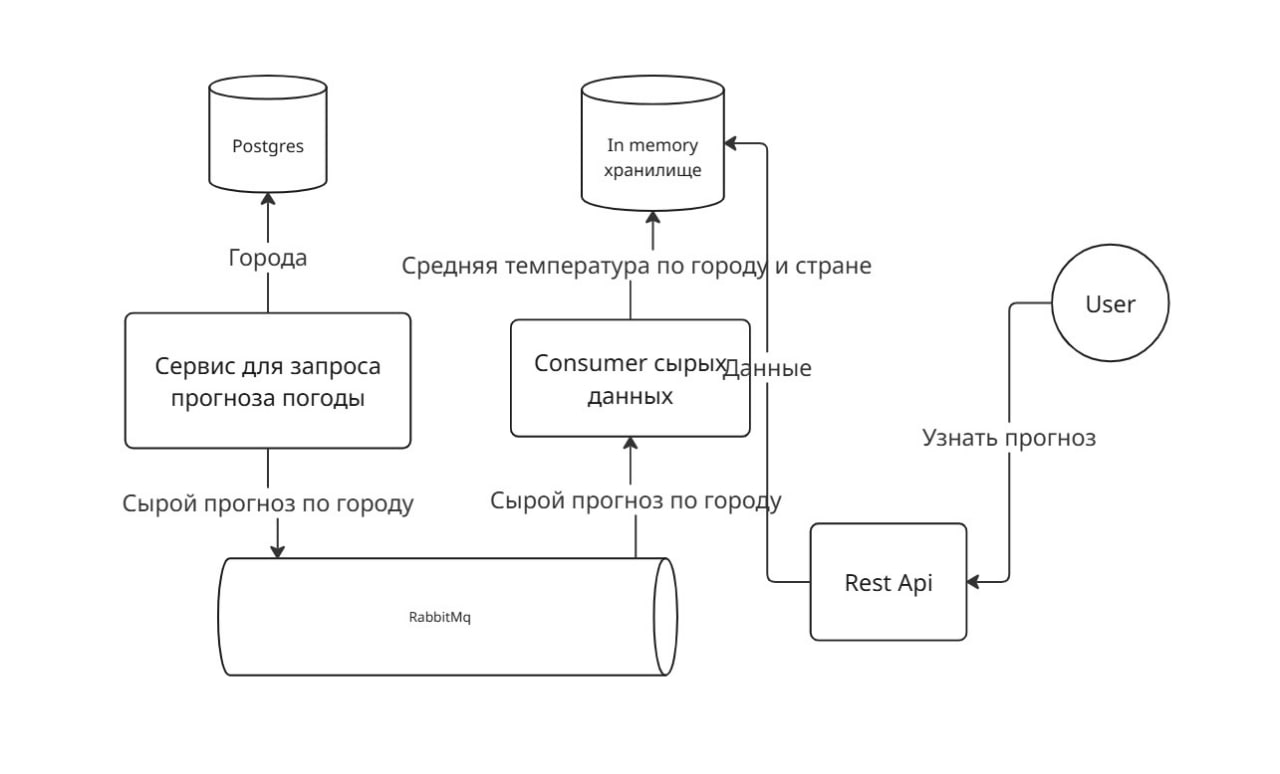 Postgres
In memory
хранилище
Города
Средняя температура по городу и стране
User
Сервис для запроса
прогноза погоды
Consumer сырых
данных
Данные
Узнать прогноз
Сырой прогноз по городу
Сырой прогноз по городу
Rest Api
RabbitMq